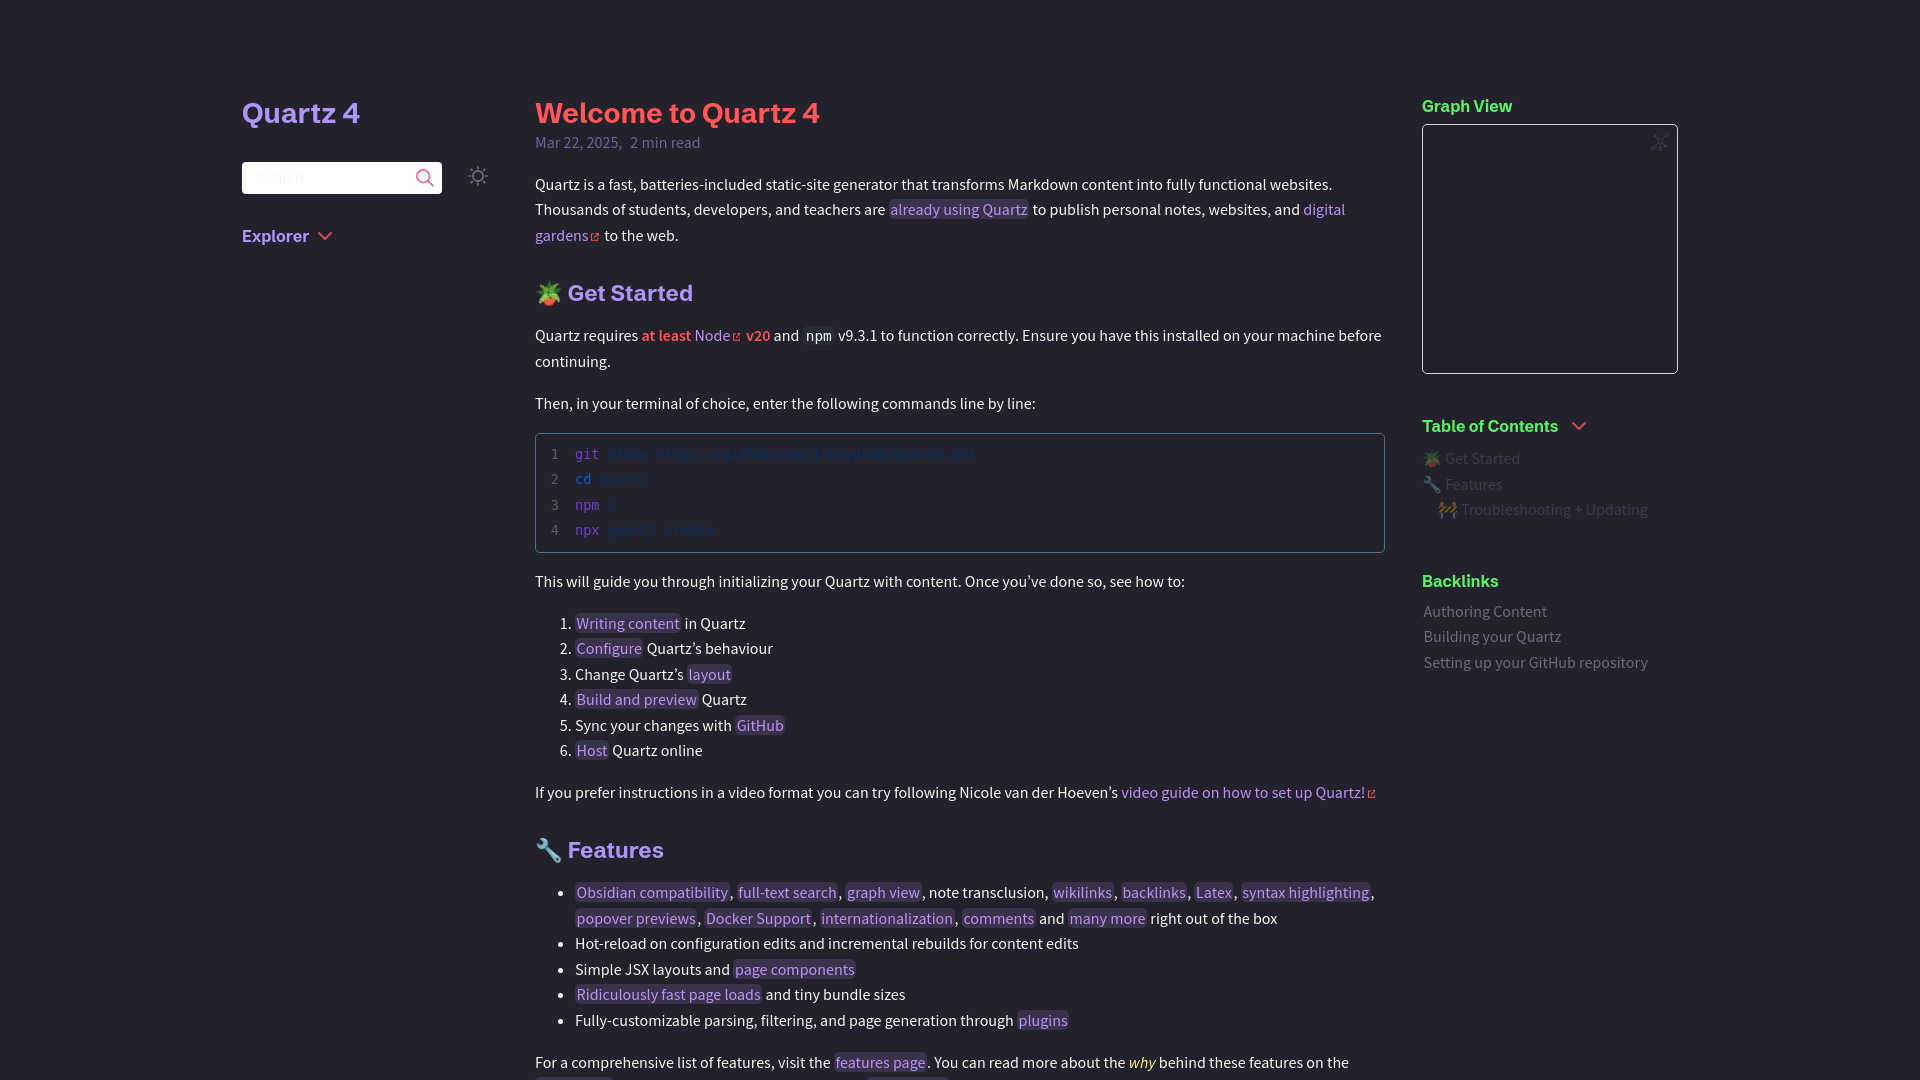 Quartz 4
Search
Explorer
Welcome to Quartz 4
Mar 22, 2025, 2 min read
Quartz is a fast, batteries-included static-site generator that transforms Markdown content into fully functional websites.
Thousands of students, developers, and teachers are already using Quartz to publish personal notes, websites, and digital
gardens to the web.
🪴 Get Started
Quartz requires at least Node v20 and npm v9.3.1 to function correctly. Ensure you have this installed on your machine before
continuing.
Then, in your terminal of choice, enter the following commands line by line:
1 git clone https://github.com/jackyzha0/quartz.git
2 cd quartz
3 npm i
4 npx quartz create
This will guide you through initializing your Quartz with content. Once you’ve done so, see how to:
1. Writing content in Quartz
2. Configure Quartz’s behaviour
3. Change Quartz’s layout
4. Build and preview Quartz
5. Sync your changes with GitHub
6. Host Quartz online
If you prefer instructions in a video format you can try following Nicole van der Hoeven’s video guide on how to set up Quartz!
🔧 Features
• Obsidian compatibility, full-text search, graph view, note transclusion, wikilinks, backlinks, Latex, syntax highlighting,
popover previews, Docker Support, internationalization, comments and many more right out of the box
• Hot-reload on configuration edits and incremental rebuilds for content edits
• Simple JSX layouts and page components
• Ridiculously fast page loads and tiny bundle sizes
• Fully-customizable parsing, filtering, and page generation through plugins
For a comprehensive list of features, visit the features page. You can read more about the why behind these features on the
Graph View
Table of Contents
🪴 Get Started
🔧 Features
🚧 Troubleshooting + Updating
Backlinks
Authoring Content
Building your Quartz
Setting up your GitHub repository